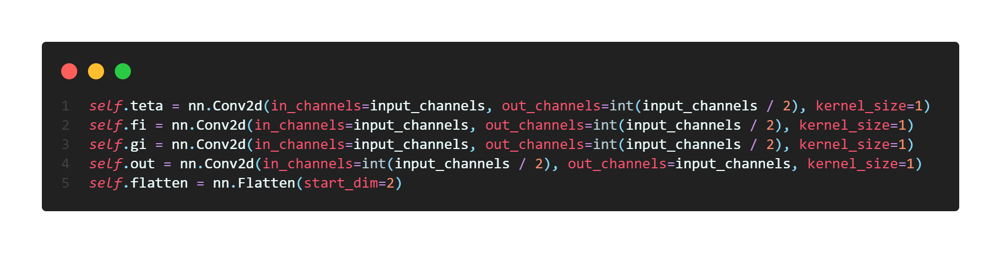 1 self.teta = nn.Conv2d(in_channels=input_channels, out_channels=int(input_channels / 2), kernel_size=1)
2 self.fi = nn.Conv2d(in_channels=input_channels, out_channels=int(input_channels / 2), kernel_size=1)
3 self.gi = nn.Conv2d(in_channels=input_channels, out_channels=int(input_channels / 2), kernel_size=1)
4 self.out = nn.Conv2d(in_channels=int(input_channels / 2), out_channels=input_channels, kernel_size=1)
5 self.flatten = nn.Flatten(start_dim=2)